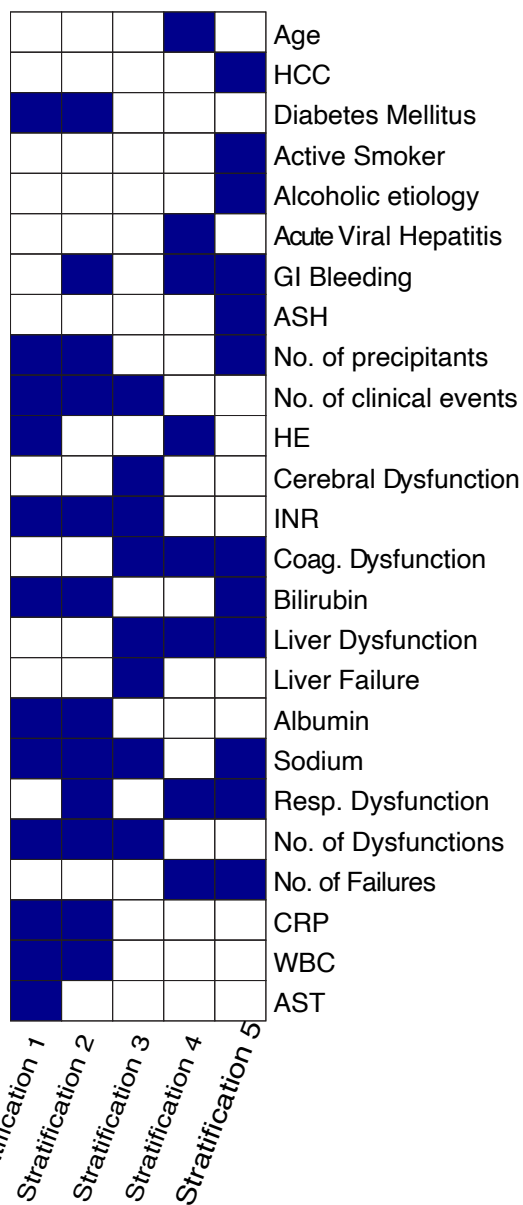 Age
HCC
Diabetes Mellitus
Active Smoker
Alcoholic etiology
Acute Viral Hepatitis
GI Bleeding
ASH
No. of precipitants
No. of clinical events
HE
Cerebral Dysfunction
INR
Coag. Dysfunction
Bilirubin
Liver Dysfunction
Liver Failure
Albumin
Sodium
Resp. Dysfunction
No. of Dysfunctions
No. of Failures
CRP
WBC
AST
tification 1
Stratification 2
Stratification 3
Stratification 4
Stratification 5